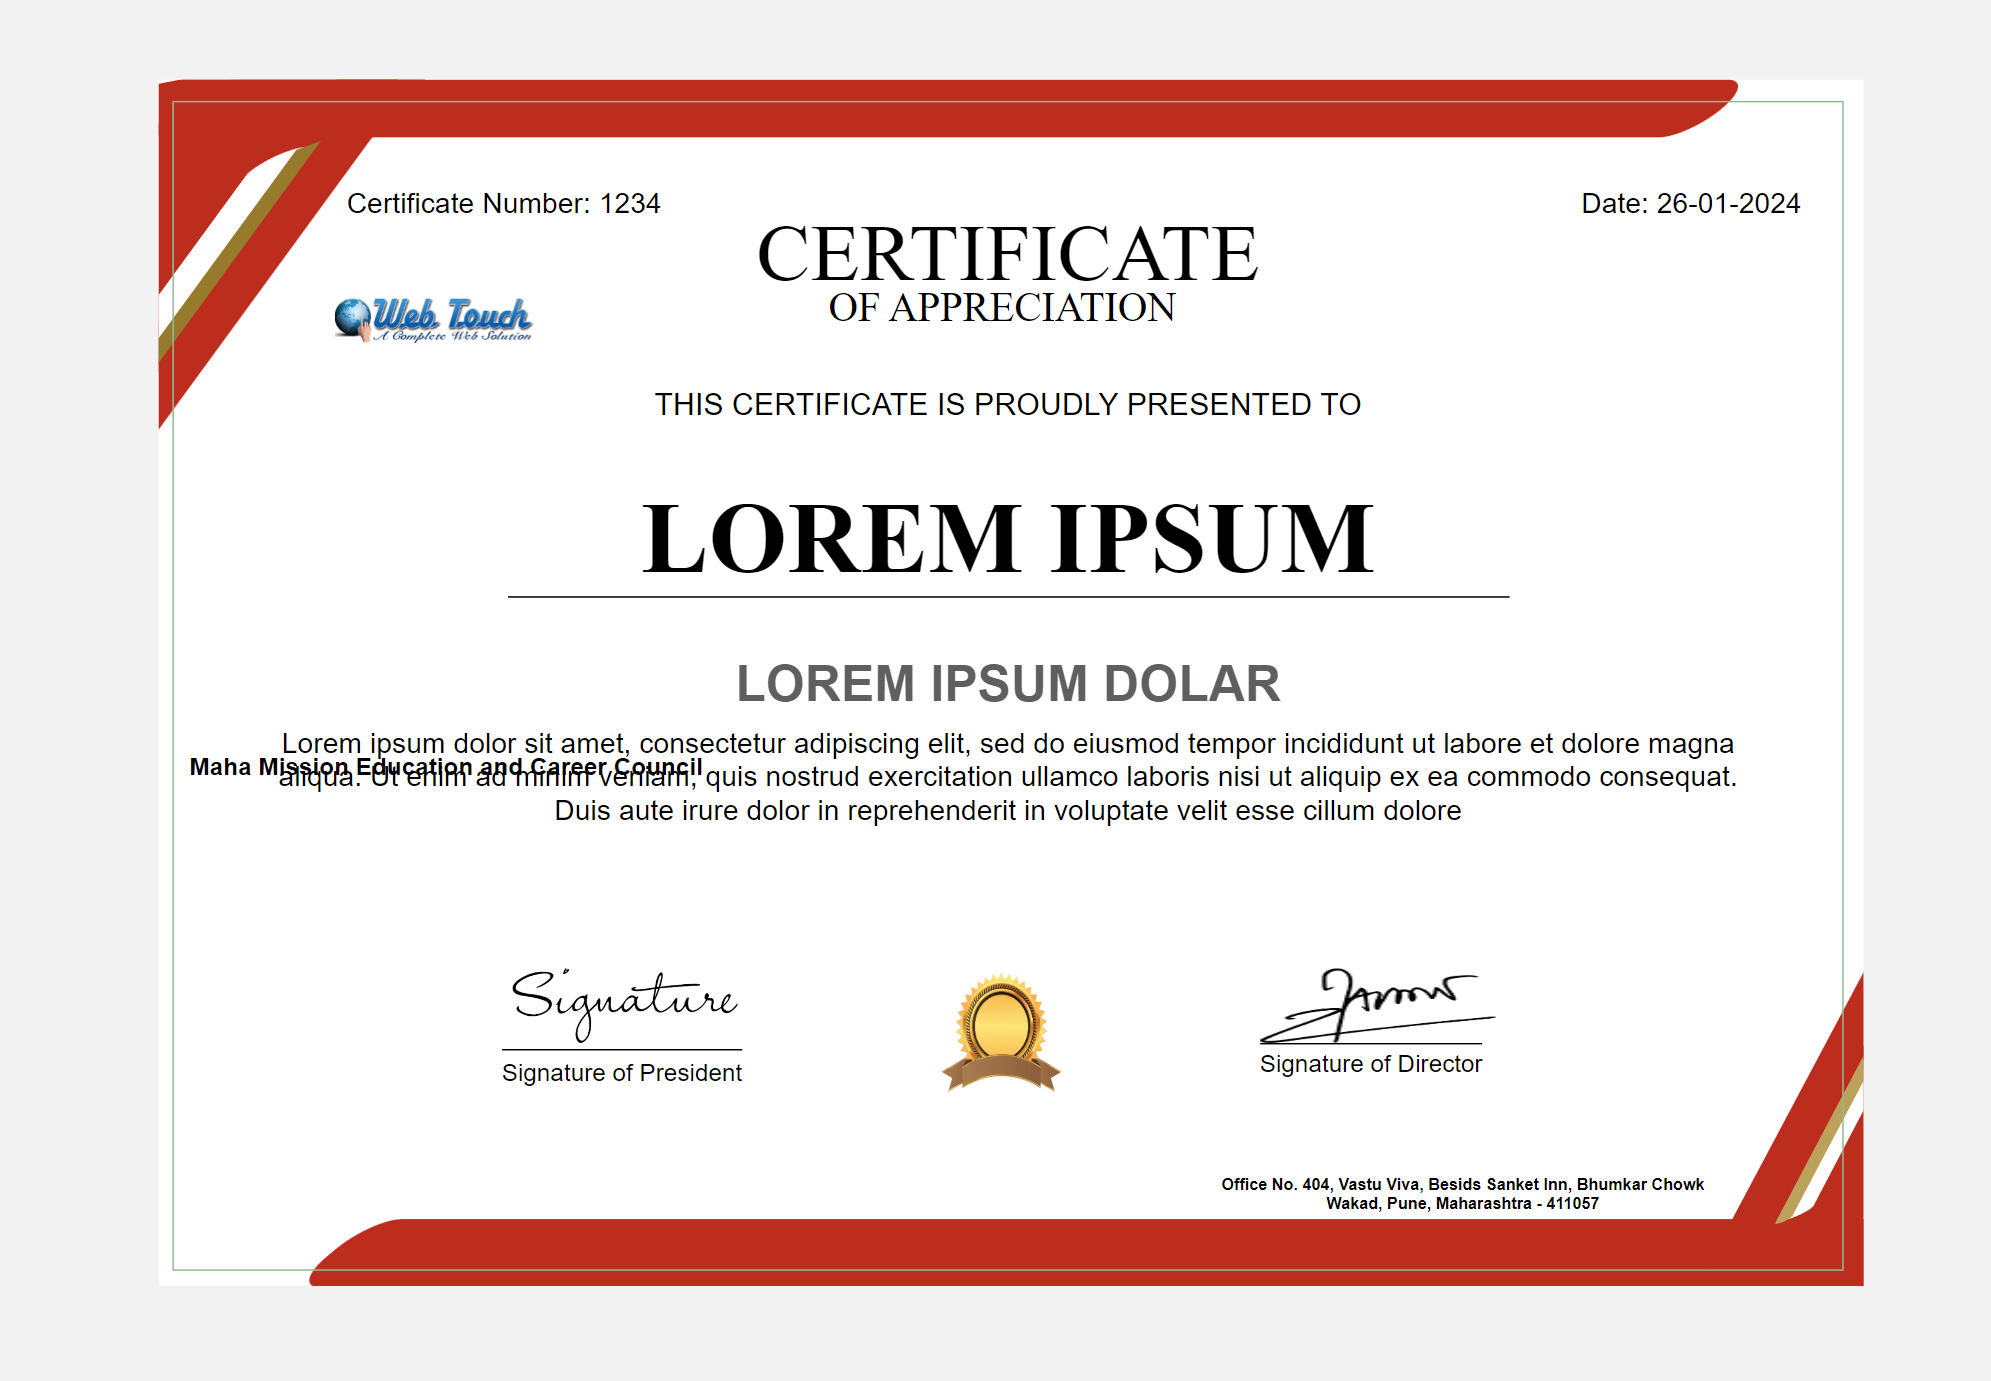 Certificate Number: 1234
Date: 26-01-2024
CERTIFICATE
OF APPRECIATION
Web Touch
A Complete Web Solution
THIS CERTIFICATE IS PROUDLY PRESENTED TO
LOREM IPSUM
LOREM IPSUM DOLAR
Lorem ipsum dolor sit amet, consectetur adipiscing elit, sed do eiusmod tempor incididunt ut labore et dolore magna
Maha Mission Education and Career Council
aliqua. Ut enim ad minim veniam, quis nostrud exercitation ullamco laboris nisi ut aliquip ex ea commodo consequat.
Duis aute irure dolor in reprehenderit in voluptate velit esse cillum dolore
Signature
Signature of President
Signature of Director
Office No. 404, Vastu Viva, Besids Sanket Inn, Bhumkar Chowk
Wakad, Pune, Maharashtra - 411057